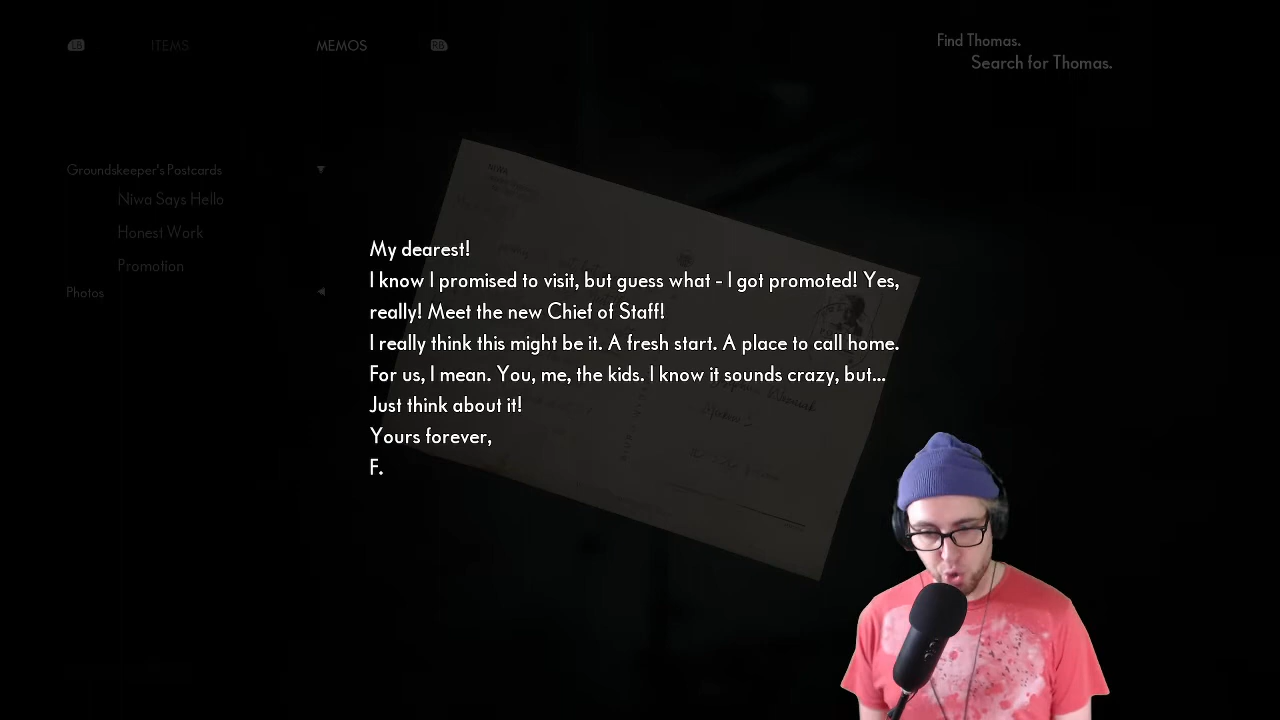 LB
ITEMS
MEMOS
RB
Find Thomas.
Search for Thomas.
Groundskeeper's Postcards
Niwa Says Hello
Honest Work
Promotion
Photos
NIWA
My dearest!
I know I promised to visit, but guess what - I got promoted! Yes,
really! Meet the new Chief of Staff!
I really think this might be it. A fresh start. A place to call home.
For us, I mean. You, me, the kids. I know it sounds crazy, but...
Just think about it!
Yours forever,
F.